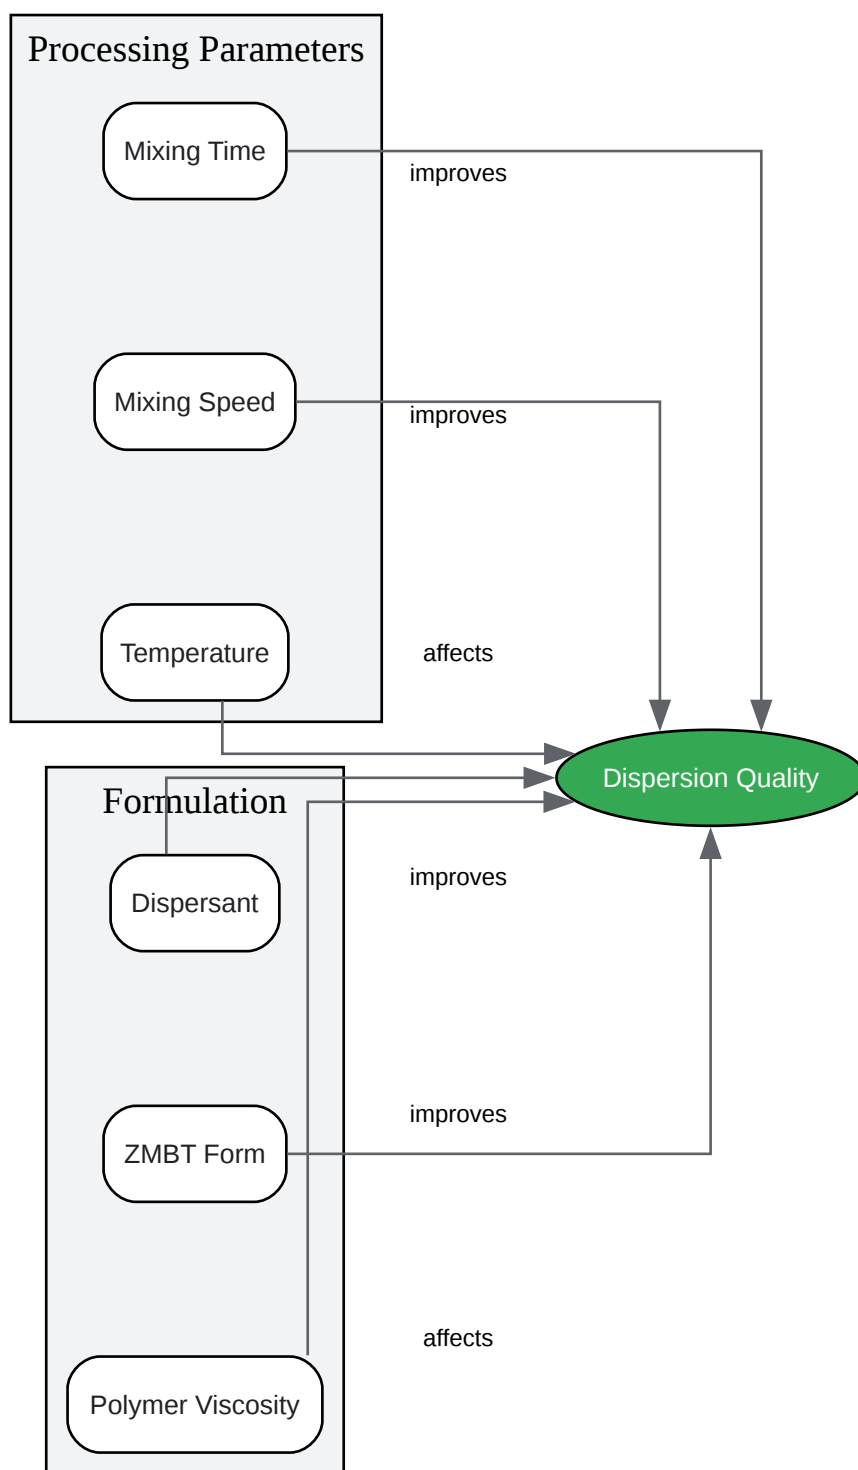 Processing Parameters
Mixing Time
improves
Mixing Speed
improves
Temperature
affects
Dispersion Quality
Formulation
Dispersant
improves
ZMBT Form
improves
affects
Polymer Viscosity